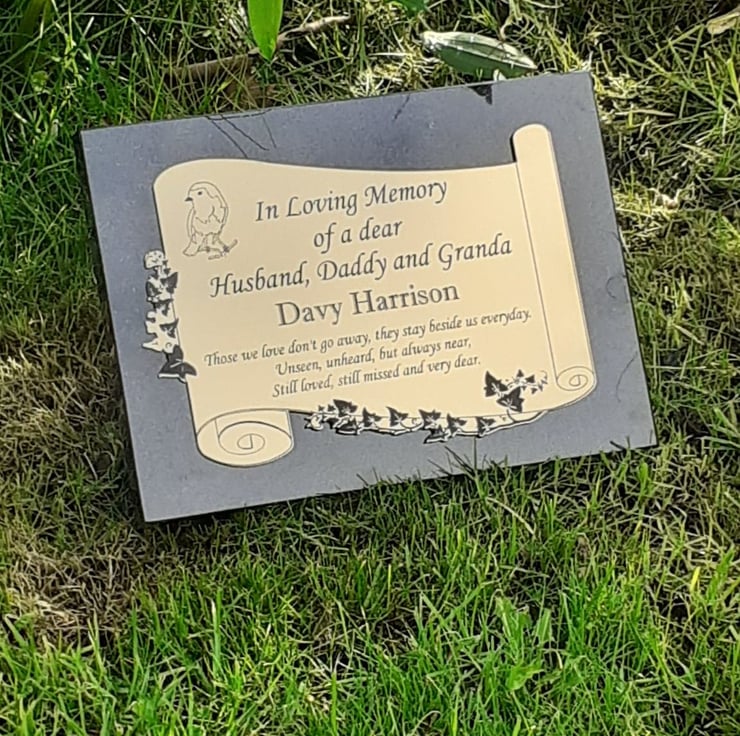 In Loving Memory
of a dear
Husband, Daddy and Granda
Davy Harrison
Those we love don't go away, they stay beside us everyday.
Unseen, unheard, but always near,
Still loved, still missed and very dear.